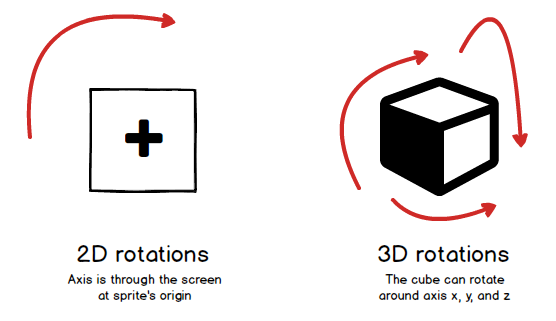 2D rotations
Axis is through the screen
at sprite's origin
3D rotations
The cube can rotate
around axis x, y, and z